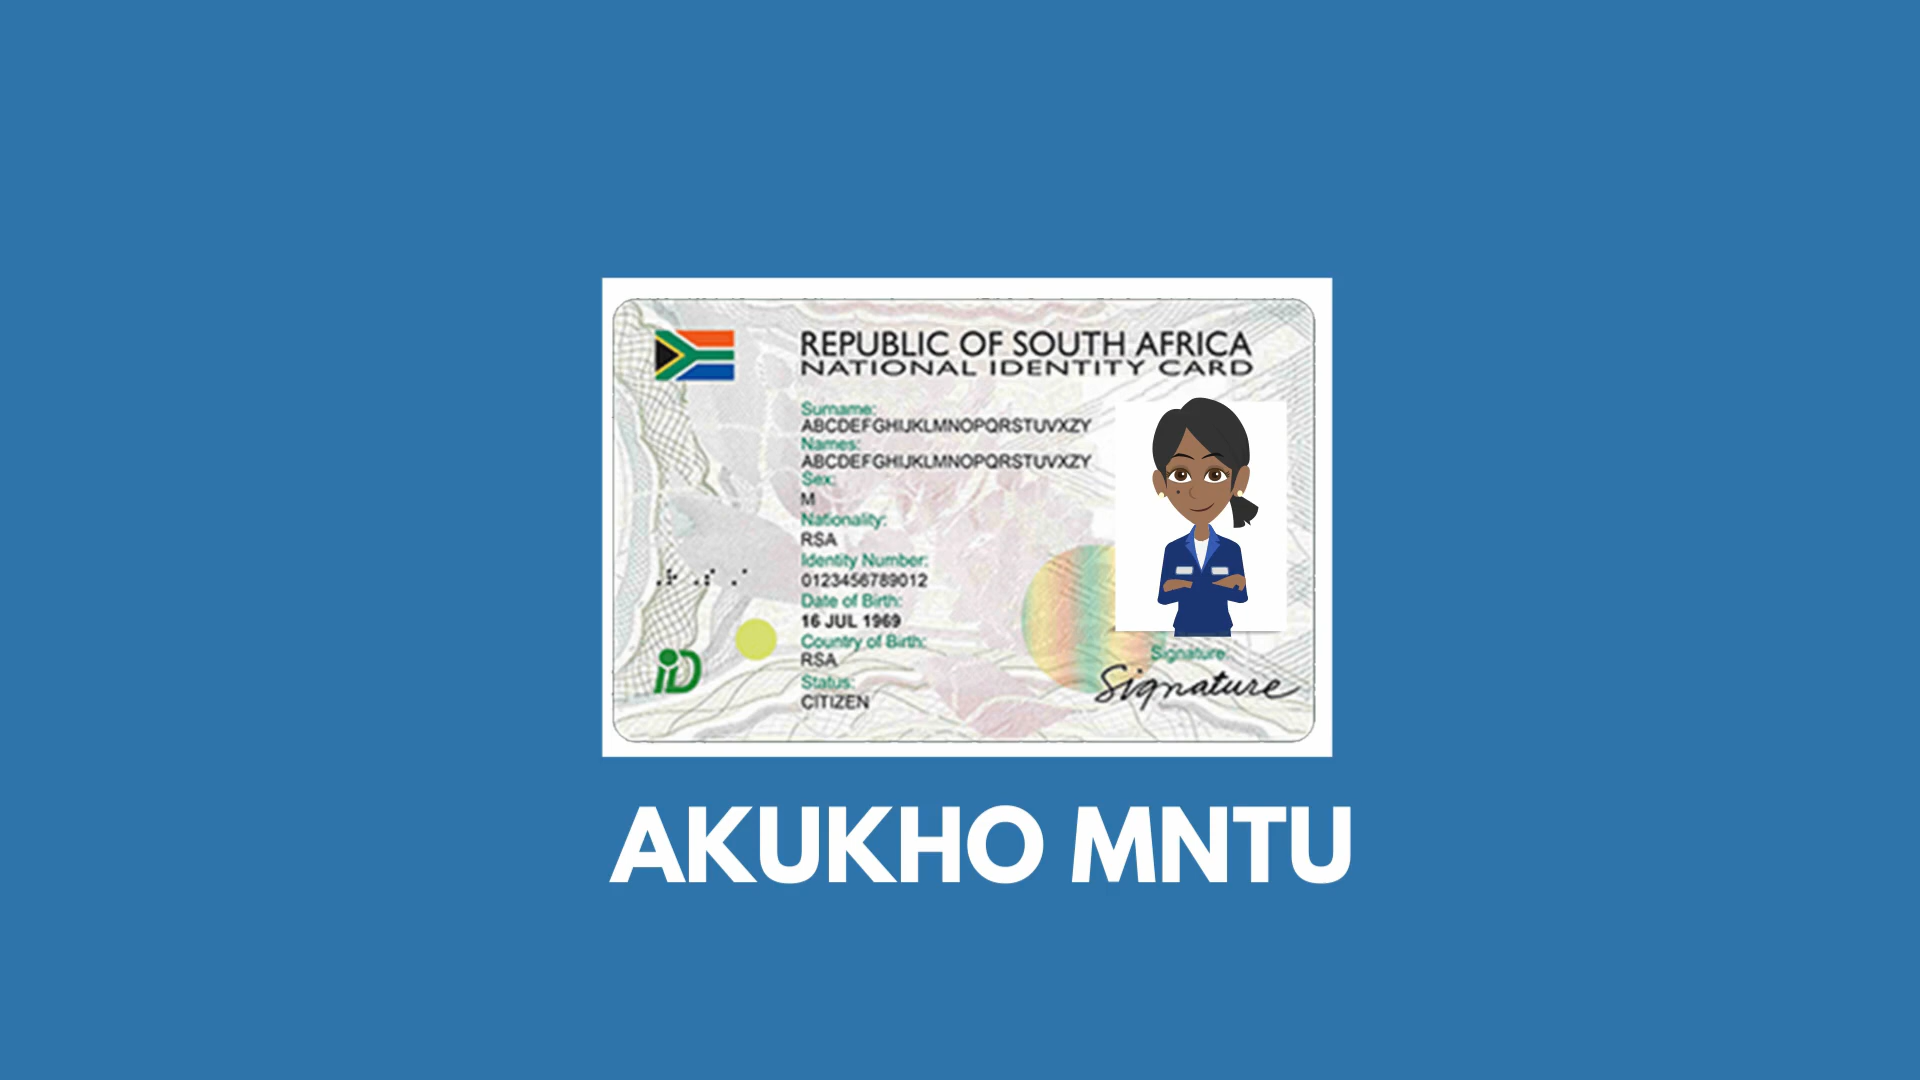 REPUBLIC OF SOUTH AFRICA
NATIONAL IDENTITY CARD
Surname:
ABCDEFGHIJKLMNOPQRSTUVXZY
Names:
ABCDEFGHIJKLMNOPQRSTUVXZY
Sex:
M
Nationality:
RSA
Identity Number:
0123456789012
Date of Birth:
16 JUL 1969
Country of Birth:
RSA
Status:
CITIZEN
Signature
Signature
iD
AKUKHO MNTU